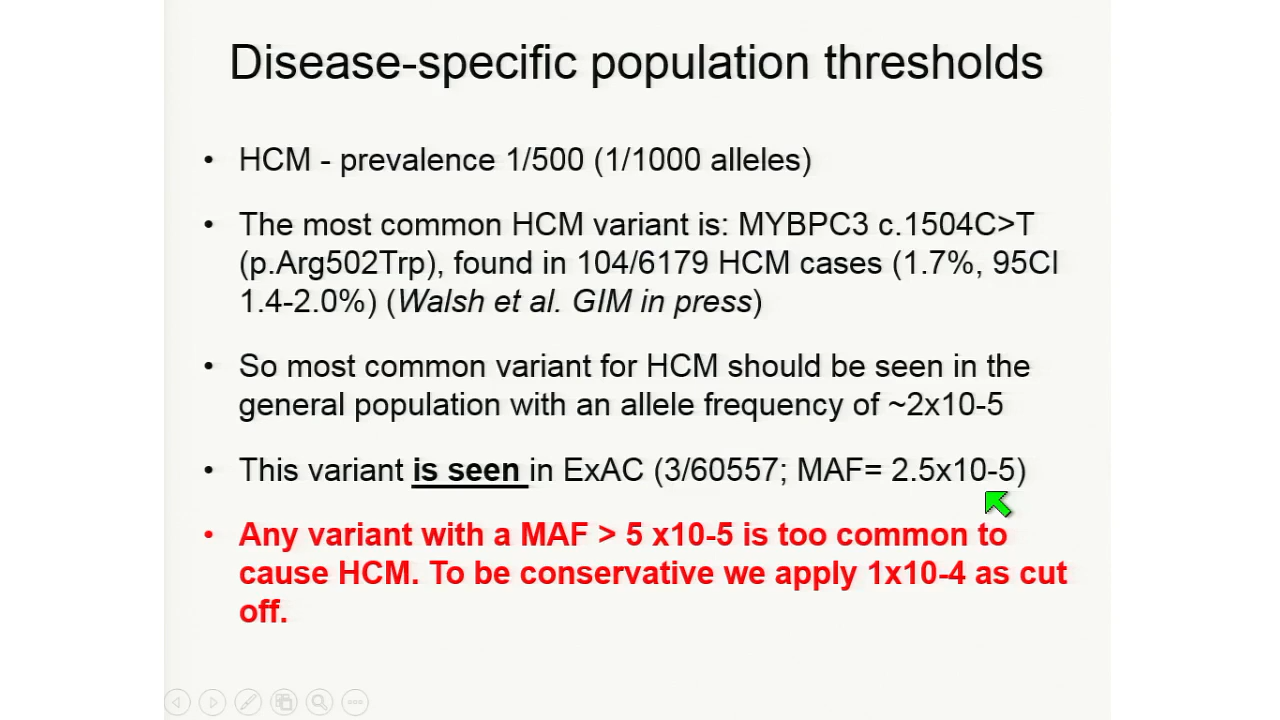 Disease-specific population thresholds
• HCM - prevalence 1/500 (1/1000 alleles)
• The most common HCM variant is: MYBPC3 c.1504C>T
(p.Arg502Trp), found in 104/6179 HCM cases (1.7%, 95CI
1.4-2.0%) (Walsh et al. GIM in press)
• So most common variant for HCM should be seen in the
general population with an allele frequency of ~2x10-5
• This variant is seen in ExAC (3/60557; MAF= 2.5x10-5)
• Any variant with a MAF > 5 x10-5 is too common to
cause HCM. To be conservative we apply 1x10-4 as cut
off.